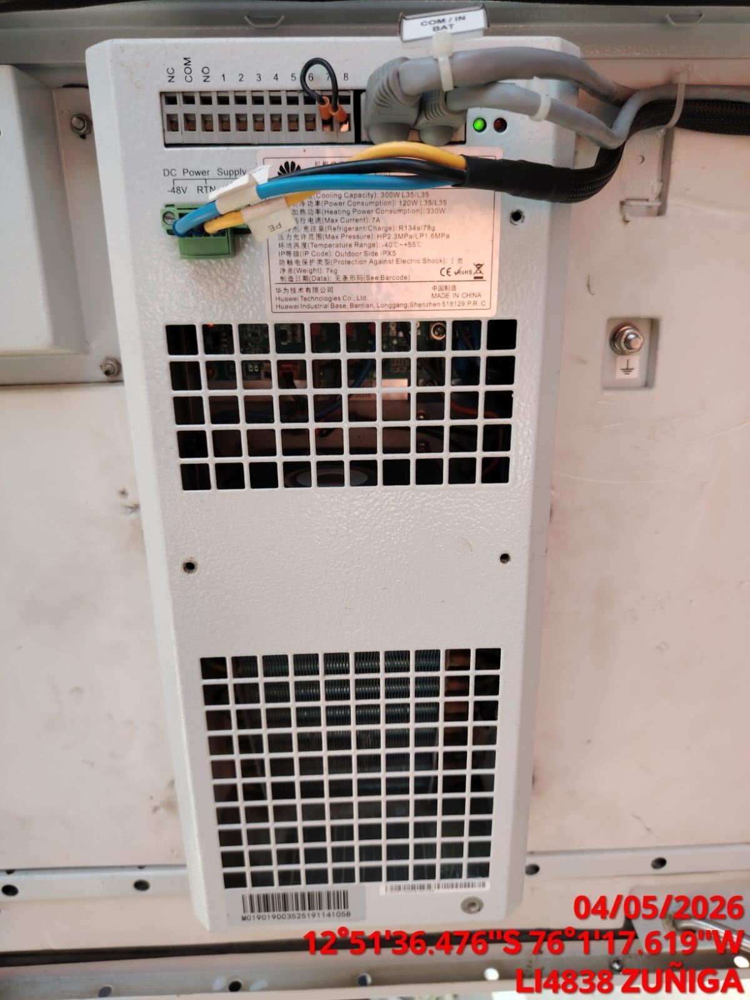 COM / IN
BAT
NC COM NO 1 2 3 4 5 6 7 8
DC Power Supply
-48V RTN
(Cooling Capacity): 300W L35/L35
冷功率(Power Consumption): 120W L35/L35
加热功率(Heating Power Consumption): 330W
运行电流(Max Current): 7A
剂/充注量(Refrigerant/Charge): R134a/78g
压力允许范围(Max Pressure): HP2.3MPa/LP1.6MPa
环境温度(Temperature Range): -40℃~+55℃
IP等级(IP Code): Outdoor Side IPX5
防触电保护类型(Protection Against Electric Shock): I 类
净重(Weight): 7kg
制造日期(Data): 见条形码(See Barcode)
CE RoHS
华为技术有限公司
中国制造
Huawei Technologies Co., Ltd.
MADE IN CHINA
Huawei Industrial Base, Bantian, Longgang,Shenzhen 518129,P.R.C
PE
M0190190035251911410​58
04/05/2026
12°51'36.476"S 76°1'17.619"W
LI4838 ZUÑIGA